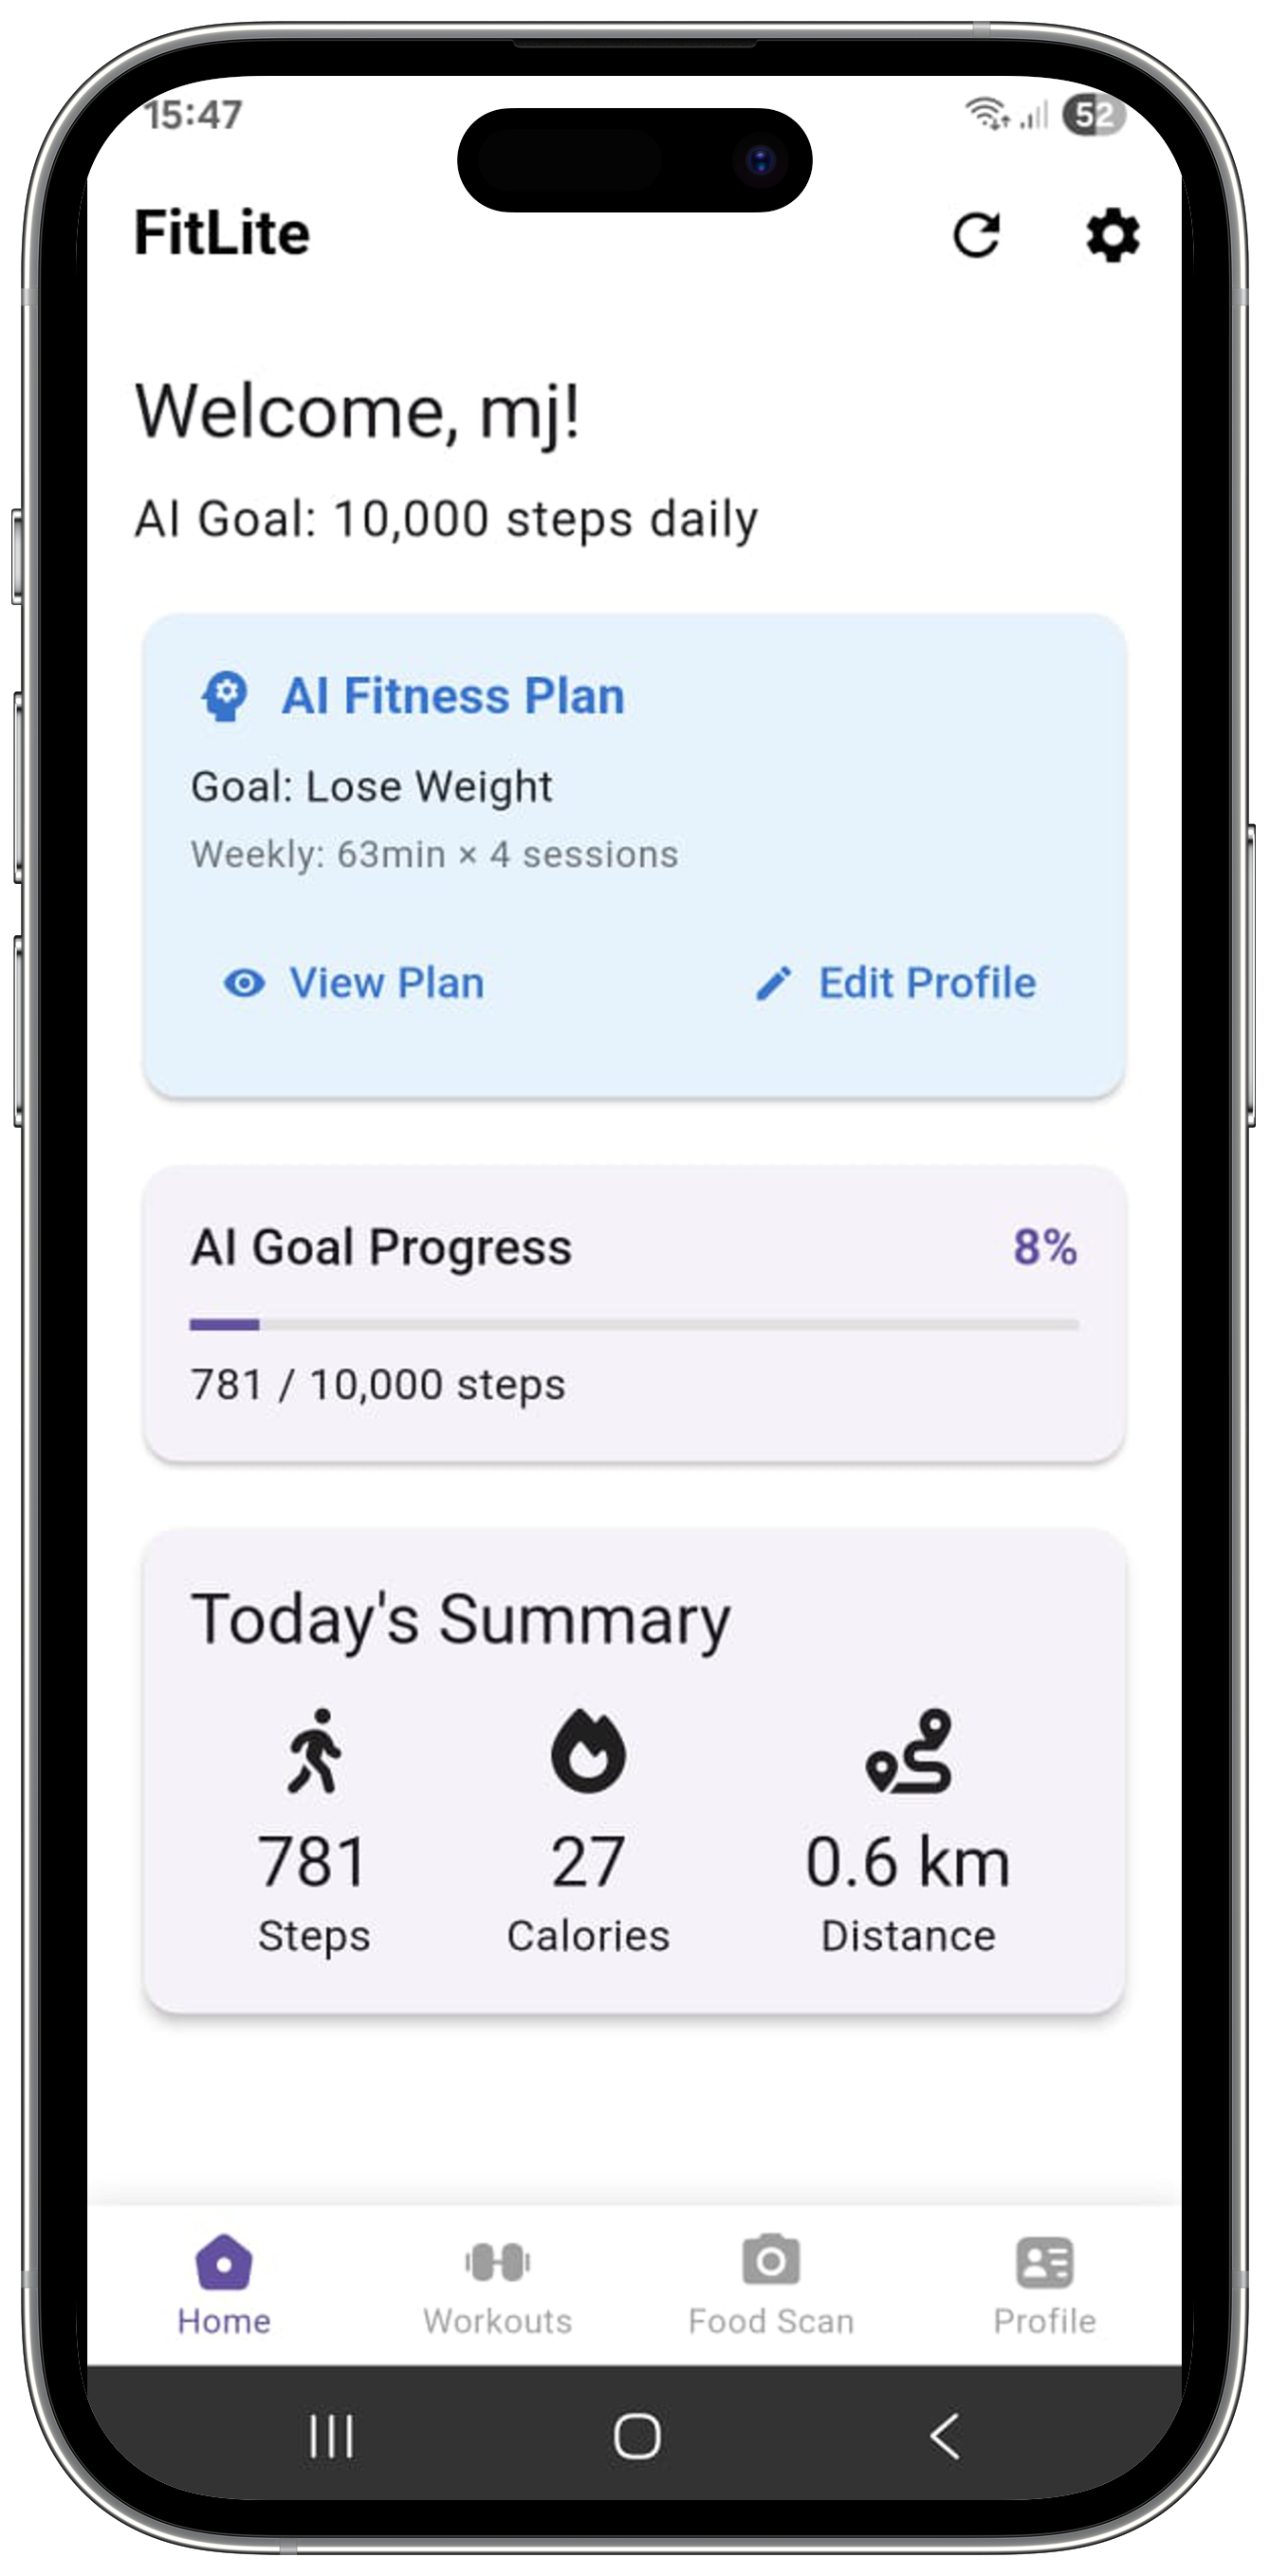 15:47
52
FitLite
Welcome, mj!
AI Goal: 10,000 steps daily
AI Fitness Plan
Goal: Lose Weight
Weekly: 63min × 4 sessions
View Plan
Edit Profile
AI Goal Progress
8%
781 / 10,000 steps
Today's Summary
781
27
0.6 km
Steps
Calories
Distance
Home
Workouts
Food Scan
Profile